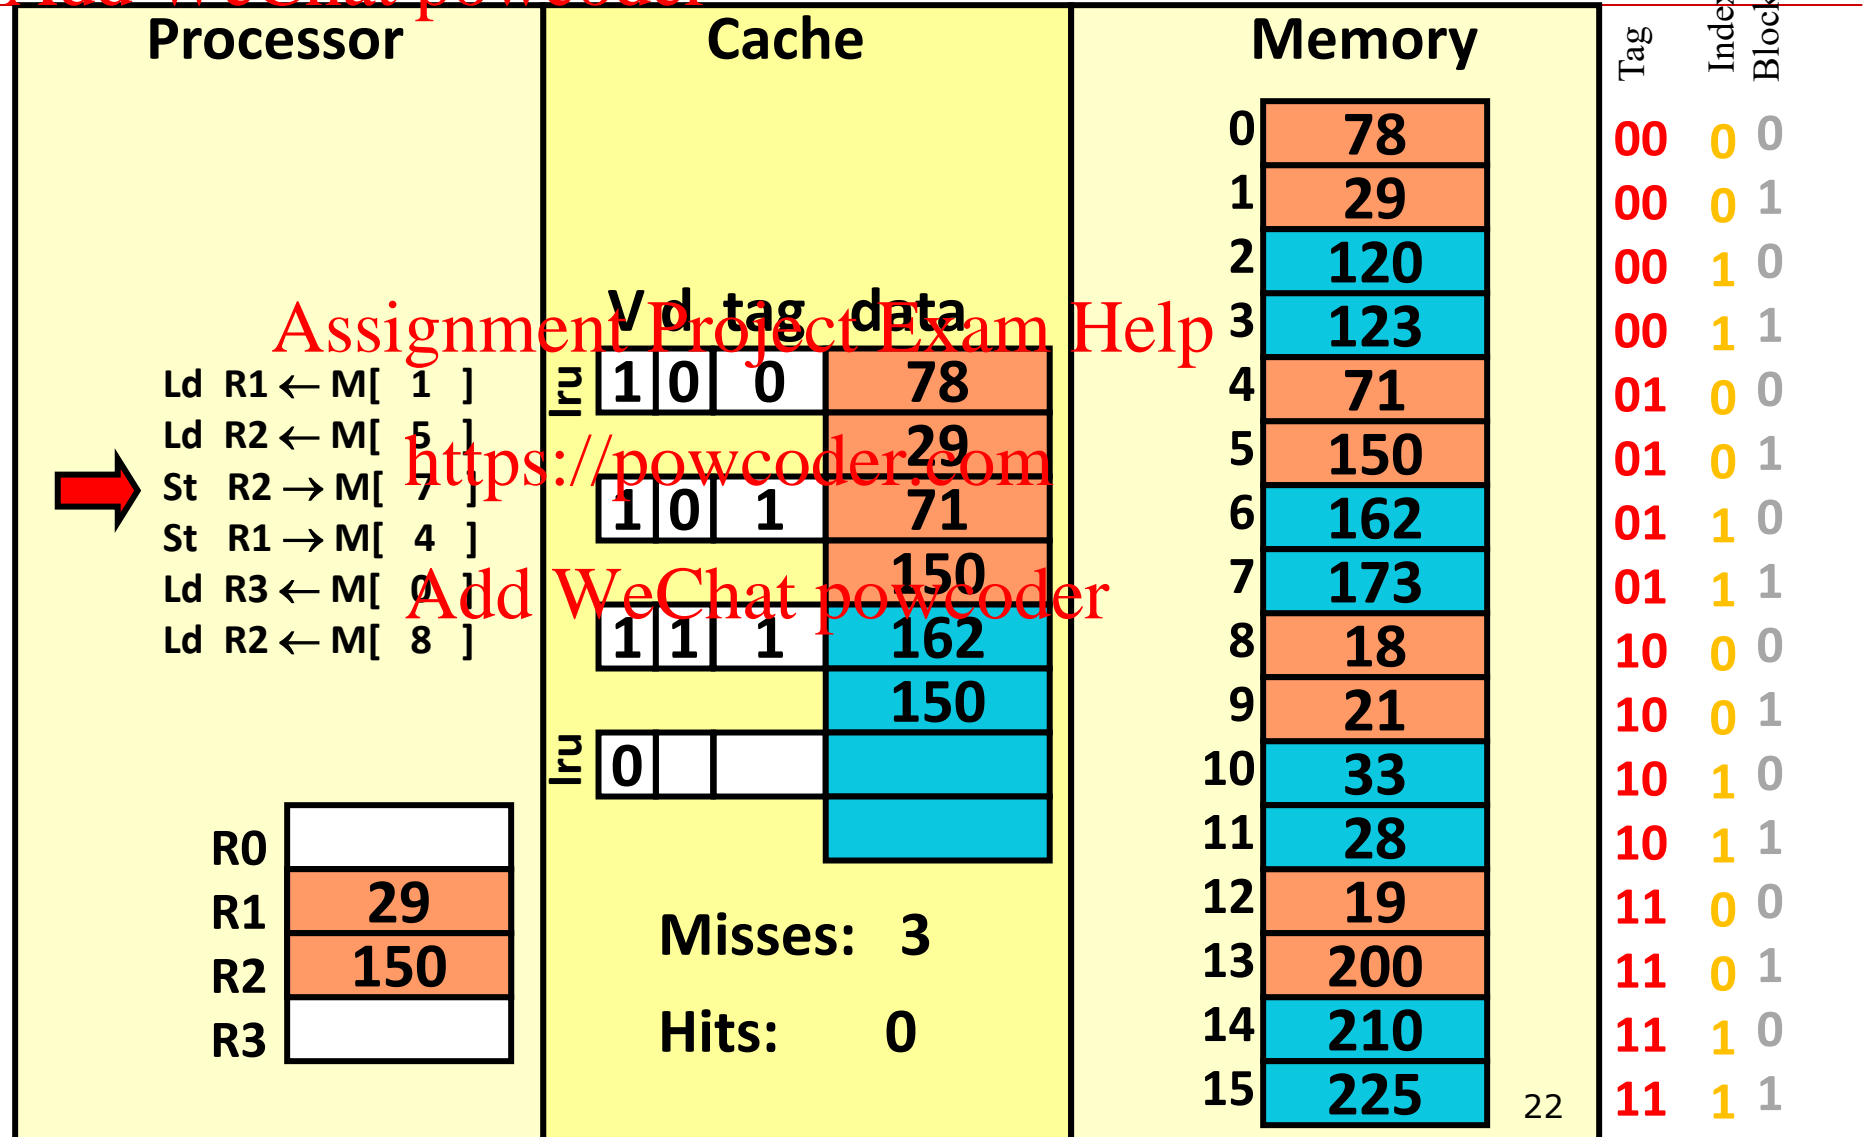 Add WeChat powcoder
Processor
Cache
Memory
Tag
Index
Block
V d tag data
Assignment Project Exam Help
Ld R1 ← M[ 1 ]
Ld R2 ← M[ 5 ]
St R2 → M[ 7 ]
St R1 → M[ 4 ]
Ld R3 ← M[ 0 ]
Ld R2 ← M[ 8 ]
https://powcoder.com
Add WeChat powcoder
lru 1 0 0 78
29
1 0 1 71
150
1 1 1 162
150
lru 0
R0
R1 29
R2 150
R3
Misses: 3
Hits: 0
0 78 00 0 0
1 29 00 0 1
2 120 00 1 0
3 123 00 1 1
4 71 01 0 0
5 150 01 0 1
6 162 01 1 0
7 173 01 1 1
8 18 10 0 0
9 21 10 0 1
10 33 10 1 0
11 28 10 1 1
12 19 11 0 0
13 200 11 0 1
14 210 11 1 0
15 225 11 1 1
22